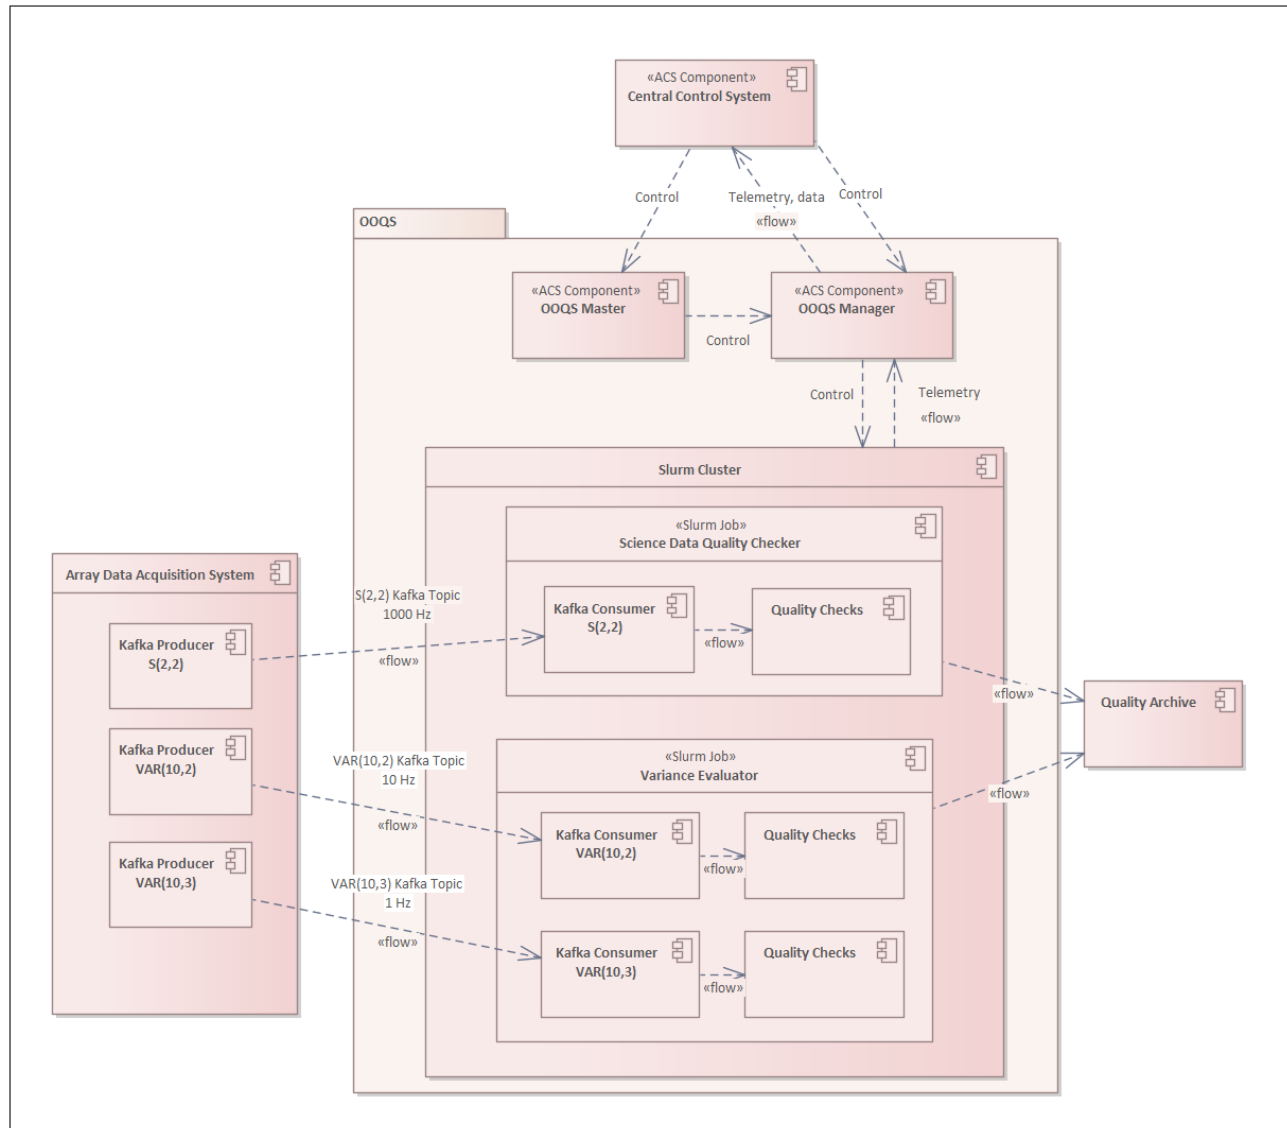 «ACS Component»
Central Control System
Control
Telemetry, data
«flow»
Control
OOQS
«ACS Component»
OOQS Master
Control
«ACS Component»
OOQS Manager
Control
Telemetry
«flow»
Slurm Cluster
«Slurm Job»
Science Data Quality Checker
Kafka Consumer
S(2,2)
«flow»
Quality Checks
Array Data Acquisition System
Kafka Producer
S(2,2)
S(2,2) Kafka Topic
1000 Hz
«flow»
Kafka Producer
VAR(10,2)
VAR(10,2) Kafka Topic
10 Hz
«flow»
Kafka Producer
VAR(10,3)
VAR(10,3) Kafka Topic
1 Hz
«flow»
«Slurm Job»
Variance Evaluator
Kafka Consumer
VAR(10,2)
«flow»
Quality Checks
Kafka Consumer
VAR(10,3)
«flow»
Quality Checks
«flow»
«flow»
Quality Archive